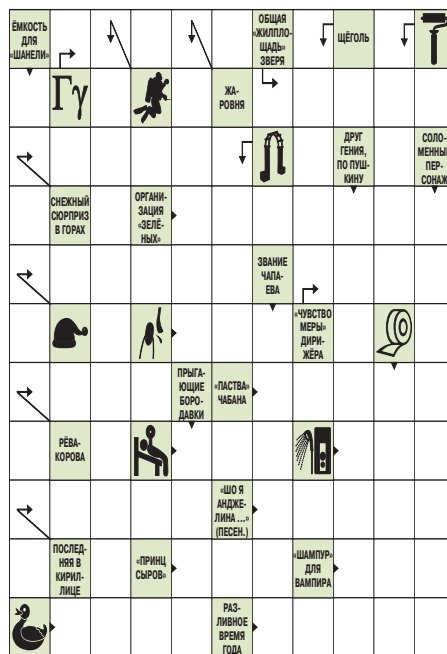 ЁМКОСТЬ
ДЛЯ
«ШАНЕЛИ»
ОБЩАЯ
«ЖИЛПЛО-
ЩАДЬ»
ЗВЕРЯ
ЩЁГОЛЬ
Γγ
ЖА-
РОВНЯ
ДРУГ
ГЕНИЯ,
ПО ПУШ-
КИНУ
СОЛО-
МЕННЫЙ
ПЕР-
СОНАЖ
СНЕЖНЫЙ
СЮРПРИЗ
В ГОРАХ
ОРГАНИ-
ЗАЦИЯ
«ЗЕЛЁ-
НЫХ»
ЗВАНИЕ
ЧАПА-
ЕВА
«ЧУВСТВО
МЕРЫ»
ДИРИ-
ЖЁРА
ПРЫГА-
ЮЩИЕ
БОРО-
ДАВКИ
«ПАСТВА»
ЧАБАНА
РЁВА-
КОРОВА
«ШО Я
АНДЖЕ-
ЛИНА ...»
(ПЕСЕН.)
ПОСЛЕД-
НЯЯ В
КИРИЛ-
ЛИЦЕ
«ПРИНЦ
СЫРОВ»
«ШАМПУР»
ДЛЯ
ВАМПИРА
РАЗ-
ЛИВНОЕ
ВРЕМЯ
ГОДА